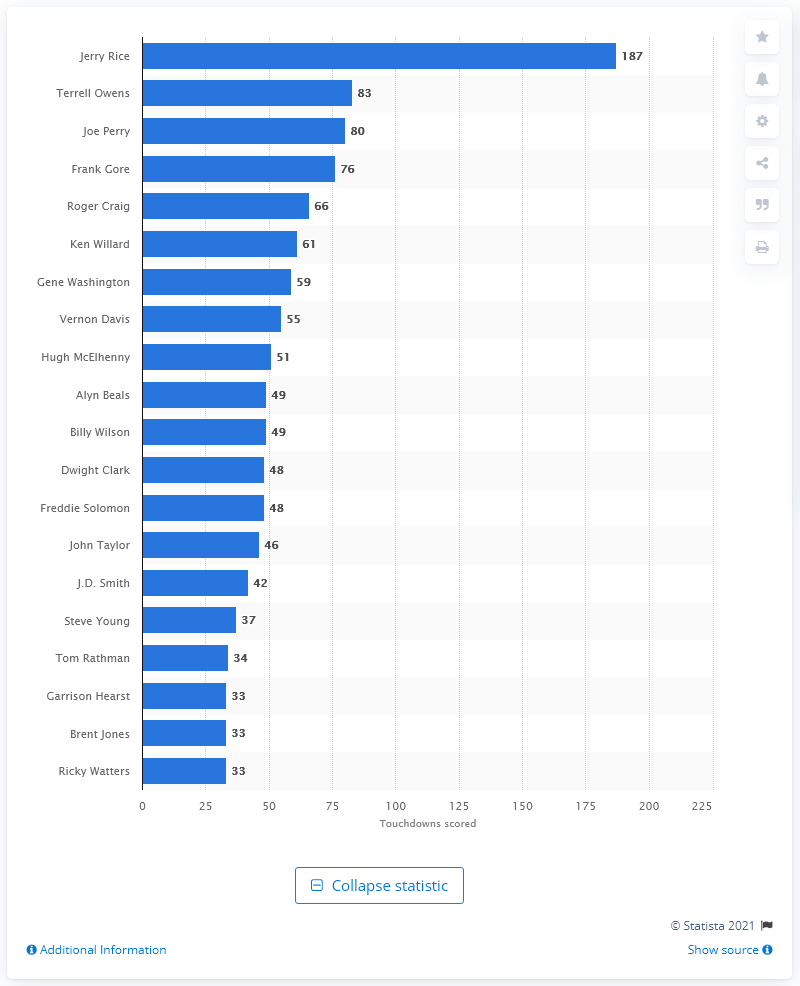 Jerry Rice 187
Terrell Owens 83
Joe Perry 80
Frank Gore 76
Roger Craig 66
Ken Willard 61
Gene Washington 59
Vernon Davis 55
Hugh McElhenny 51
Alyn Beals 49
Billy Wilson 49
Dwight Clark 48
Freddie Solomon 48
John Taylor 46
J.D. Smith 42
Steve Young 37
Tom Rathman 34
Garrison Hearst 33
Brent Jones 33
Ricky Watters 33
0 25 50 75 100 125 150 175 200 225
Touchdowns scored
Collapse statistic
© Statista 2021
Additional Information Show source